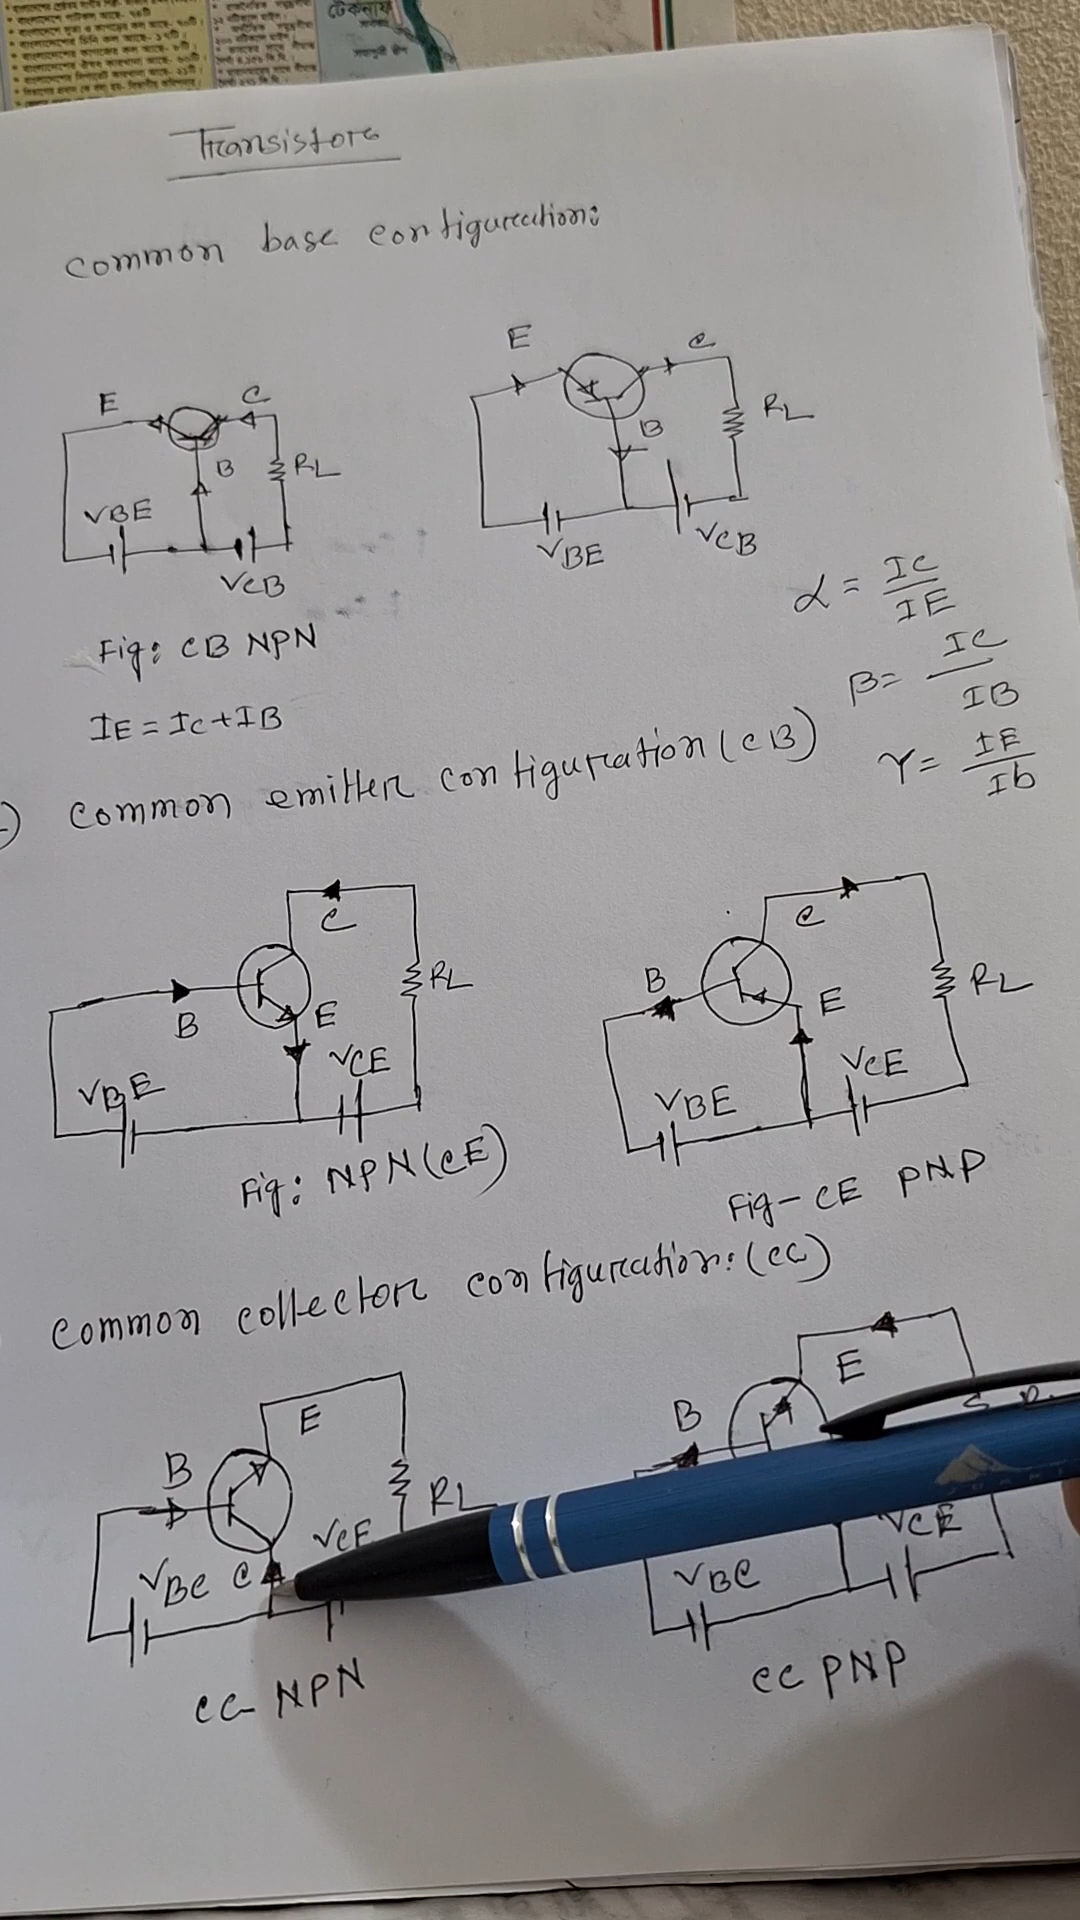 টেকনাফ
Transistors
Common base configuration:
E C
B RL
VBE
VCB
E C
B RL
VBE VCB
Fig: CB NPN
IE = IC + IB
α = IC / IE
β = IC / IB
γ = IE / Ib
Common emitter configuration (CB)
C
B E RL
VBE VCE
Fig: NPN (CE)
C
B E RL
VBE VCE
Fig - CE PNP
Common collector configuration: (CC)
E
B RL
VBC C VCE
CC NPN
E
B
VBC VCE
CC PNP